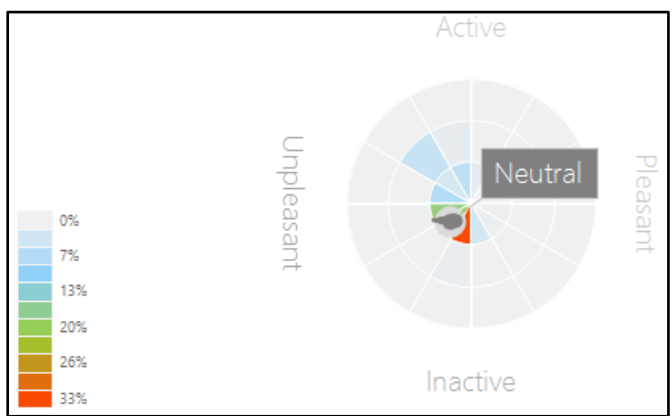 Active
Unpleasant
Neutral
Pleasant
Inactive
0%
7%
13%
20%
26%
33%